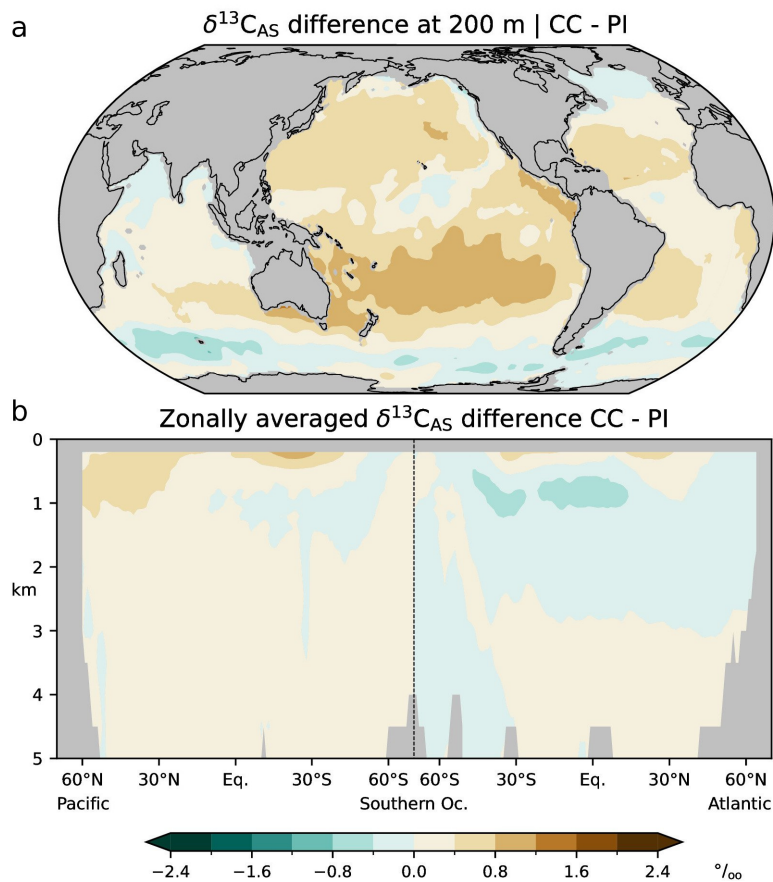 a
δ¹³C_AS difference at 200 m | CC - PI
b
Zonally averaged δ¹³C_AS difference CC - PI
0
1
2
km
3
4
5
60°N 30°N Eq. 30°S 60°S 60°S 30°S Eq. 30°N 60°N
Pacific Southern Oc. Atlantic
−2.4 −1.6 −0.8 0.0 0.8 1.6 2.4 °/oo